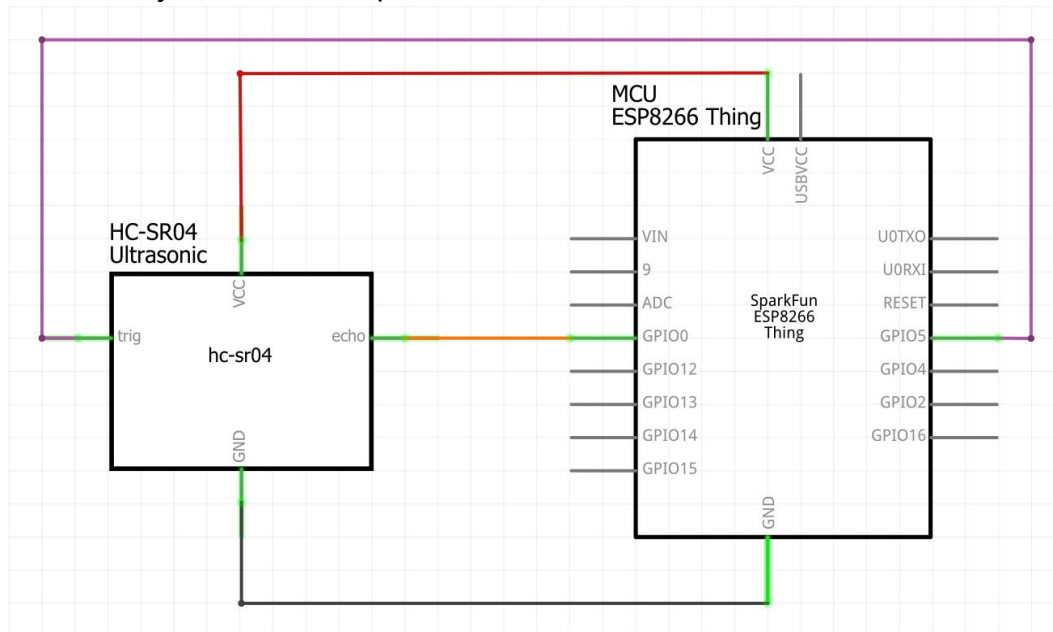 MCU
ESP8266 Thing
VCC
USBVCC
HC-SR04
Ultrasonic
VCC
trig
echo
hc-sr04
GND
VIN
9
ADC
GPIO0
GPIO12
GPIO13
GPIO14
GPIO15
SparkFun
ESP8266
Thing
U0TXO
U0RXI
RESET
GPIO5
GPIO4
GPIO2
GPIO16
GND